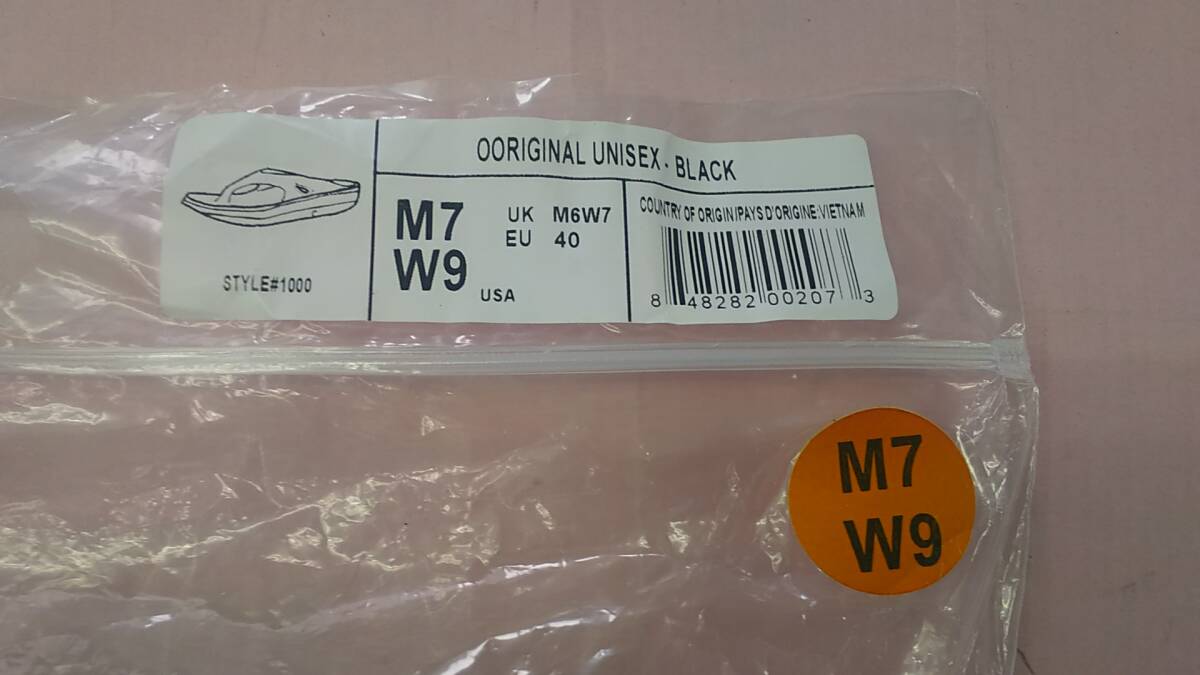 OORIGINAL UNISEX - BLACK
STYLE#1000
M7
W9
USA
UK M6W7
EU 40
COUNTRY OF ORIGIN/PAYS D'ORIGINE:VIETNAM
8 48282 00207 3
M7
W9